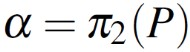 α = π₂(P)